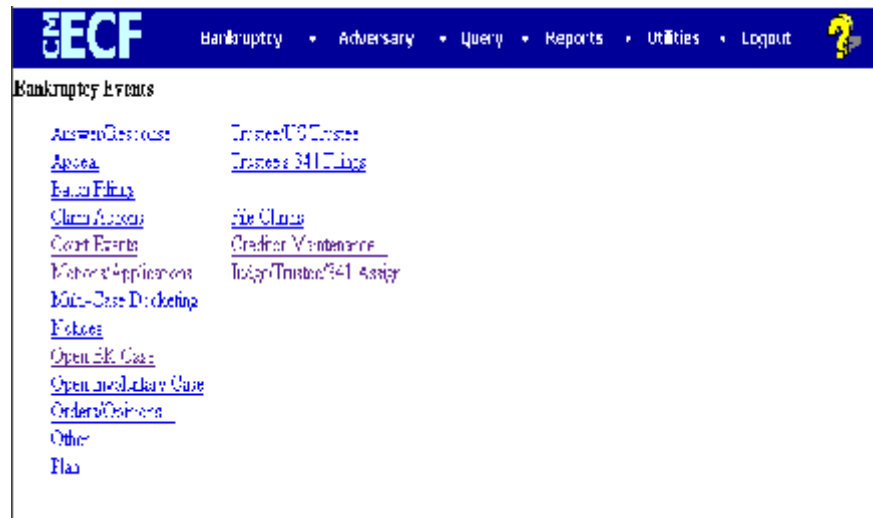 CM ECF Bankruptcy • Adversary • Query • Reports • Utilities • Logout ?
Bankruptcy Events
Answer/Response
Appeal
Batch Filing
Claim Actions
Court Events
Motions/Applications
Multi-Case Docketing
Notices
Open BK Case
Open Involuntary Case
Orders/Opinions
Other
Plan
Trustee/US Trustee
Trustee's 341 Filings
File Claims
Creditor Maintenance
Judge/Trustee/341 Assign